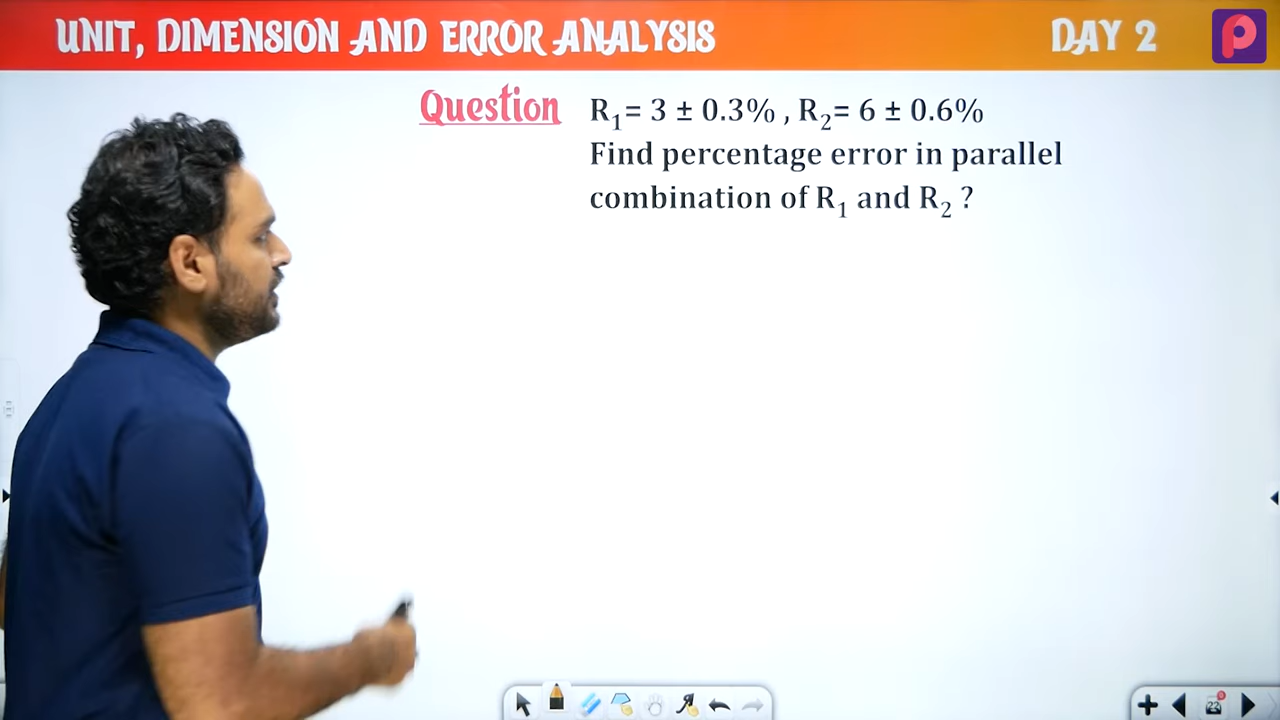 UNIT, DIMENSION AND ERROR ANALYSIS DAY 2
Question R₁= 3 ± 0.3% , R₂= 6 ± 0.6%
Find percentage error in parallel
combination of R₁ and R₂ ?
23